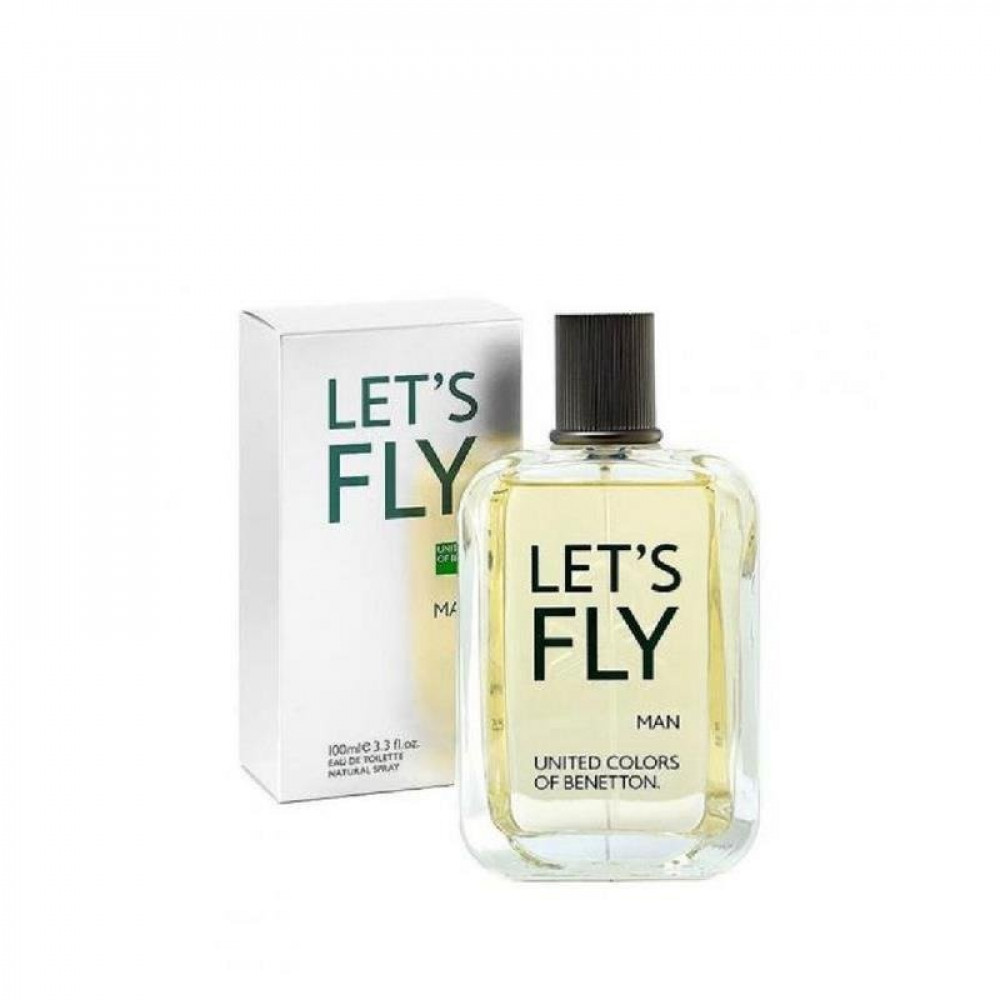 LET'S
FLY
100ml e 3.3 fl.oz.
EAU DE TOILETTE
NATURAL SPRAY
LET'S
FLY
MAN
UNITED COLORS
OF BENETTON.